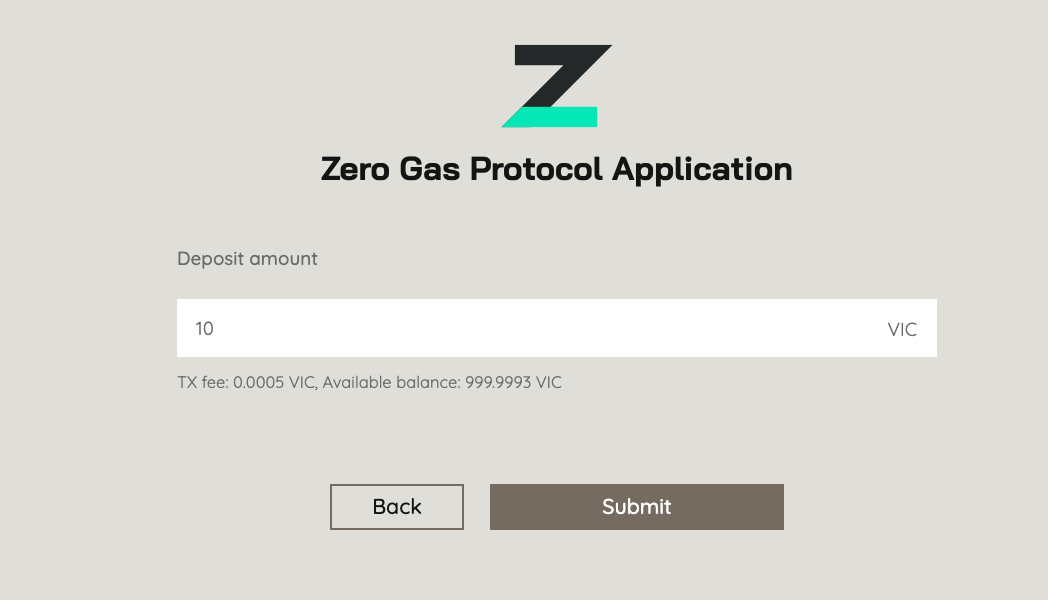 Zero Gas Protocol Application
Deposit amount
10 VIC
TX fee: 0.0005 VIC, Available balance: 999.9993 VIC
Back Submit